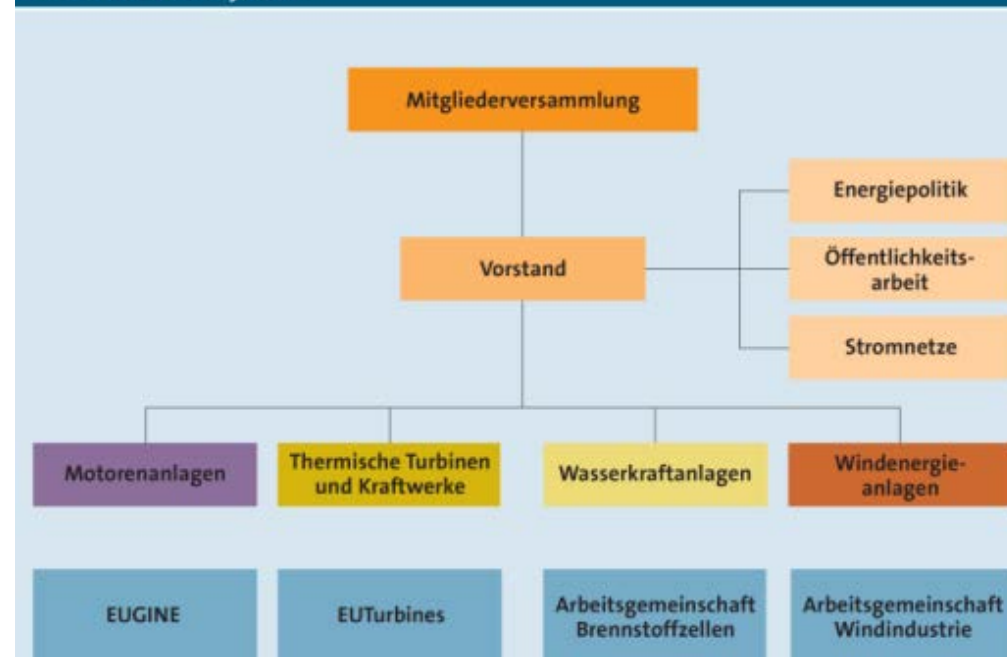 Mitgliederversammlung
Energiepolitik
Vorstand
Öffentlichkeits-
arbeit
Stromnetze
Motorenanlagen
Thermische Turbinen
und Kraftwerke
Wasserkraftanlagen
Windenergie-
anlagen
EUGINE
EUTurbines
Arbeitsgemeinschaft
Brennstoffzellen
Arbeitsgemeinschaft
Windindustrie